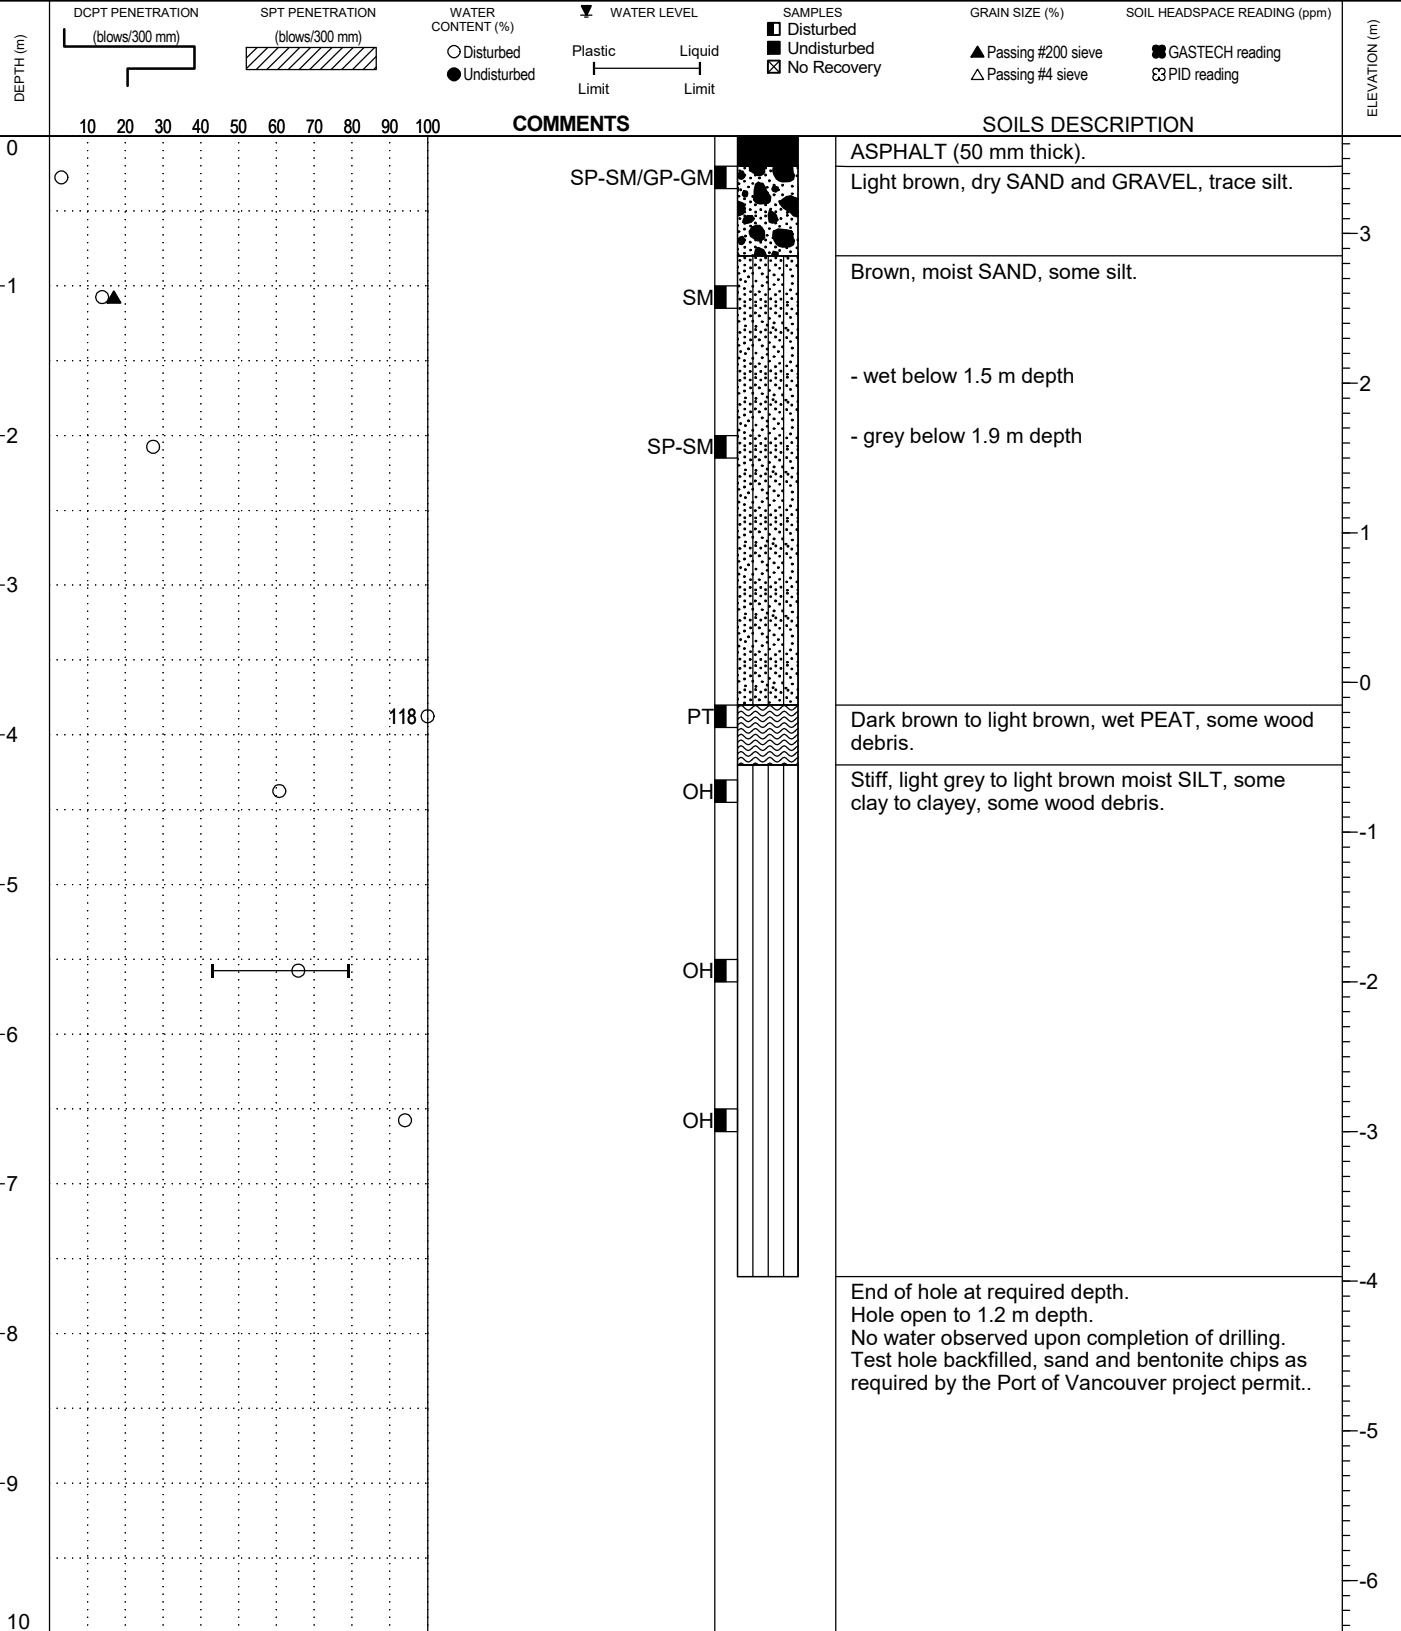 DEPTH (m)
DCPT PENETRATION
(blows/300 mm)
SPT PENETRATION
(blows/300 mm)
WATER
CONTENT (%)
Disturbed
Undisturbed
WATER LEVEL
Plastic Liquid
Limit Limit
SAMPLES
Disturbed
Undisturbed
No Recovery
GRAIN SIZE (%)
Passing #200 sieve
Passing #4 sieve
SOIL HEADSPACE READING (ppm)
GASTECH reading
PID reading
ELEVATION (m)
10 20 30 40 50 60 70 80 90 100
COMMENTS
SOILS DESCRIPTION
0
ASPHALT (50 mm thick).
SP-SM/GP-GM
Light brown, dry SAND and GRAVEL, trace silt.
3
Brown, moist SAND, some silt.
1
SM
- wet below 1.5 m depth
2
2
SP-SM
- grey below 1.9 m depth
1
3
0
118
PT
Dark brown to light brown, wet PEAT, some wood
debris.
4
OH
Stiff, light grey to light brown moist SILT, some
clay to clayey, some wood debris.
-1
5
OH
-2
6
OH
-3
7
-4
End of hole at required depth.
Hole open to 1.2 m depth.
8
No water observed upon completion of drilling.
Test hole backfilled, sand and bentonite chips as
required by the Port of Vancouver project permit..
-5
9
-6
10